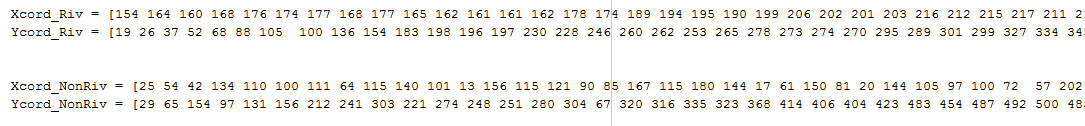 Xcord_Riv = [154 164 160 168 176 174 177 168 177 165 162 161 161 162 178 174 189 194 195 190 199 206 202 201 203 216 212 215 217 211
Ycord_Riv = [19 26 37 52 68 88 105 100 136 154 183 198 196 197 230 228 246 260 262 253 265 278 273 274 270 295 289 301 299 327 334
Xcord_NonRiv = [25 54 42 134 110 100 111 64 115 140 101 13 156 115 121 90 85 167 115 180 144 17 61 150 81 20 144 105 97 100 72 57 202
Ycord_NonRiv = [29 65 154 97 131 156 212 241 303 221 274 248 251 280 304 67 320 316 335 323 368 414 406 404 423 483 454 487 492 500